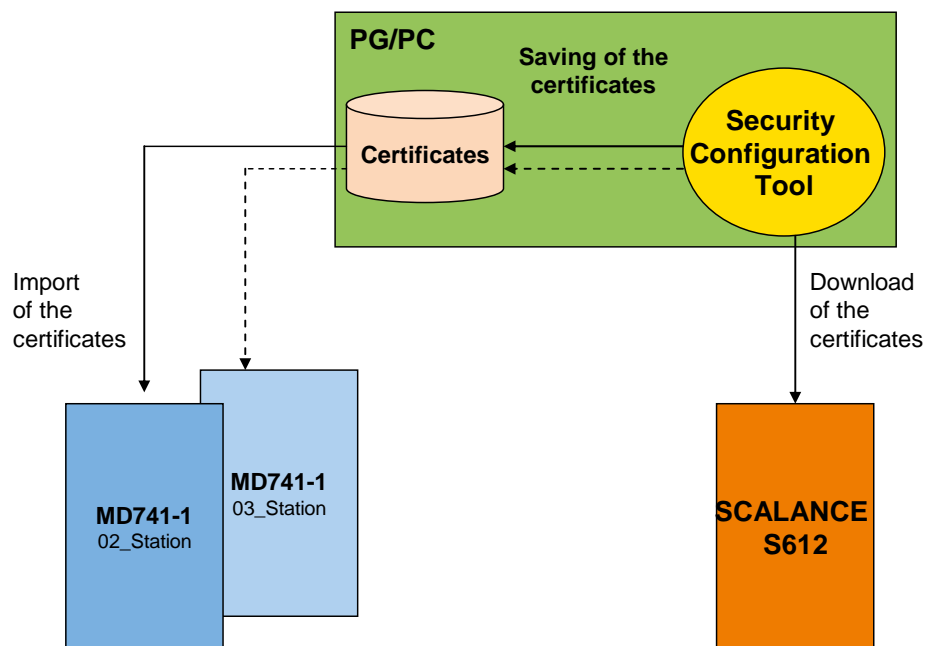 PG/PC
Saving of the
certificates
Security
Configuration
Tool
Certificates
Import
of the
certificates
Download
of the
certificates
MD741-1
03_Station
MD741-1
02_Station
SCALANCE
S612